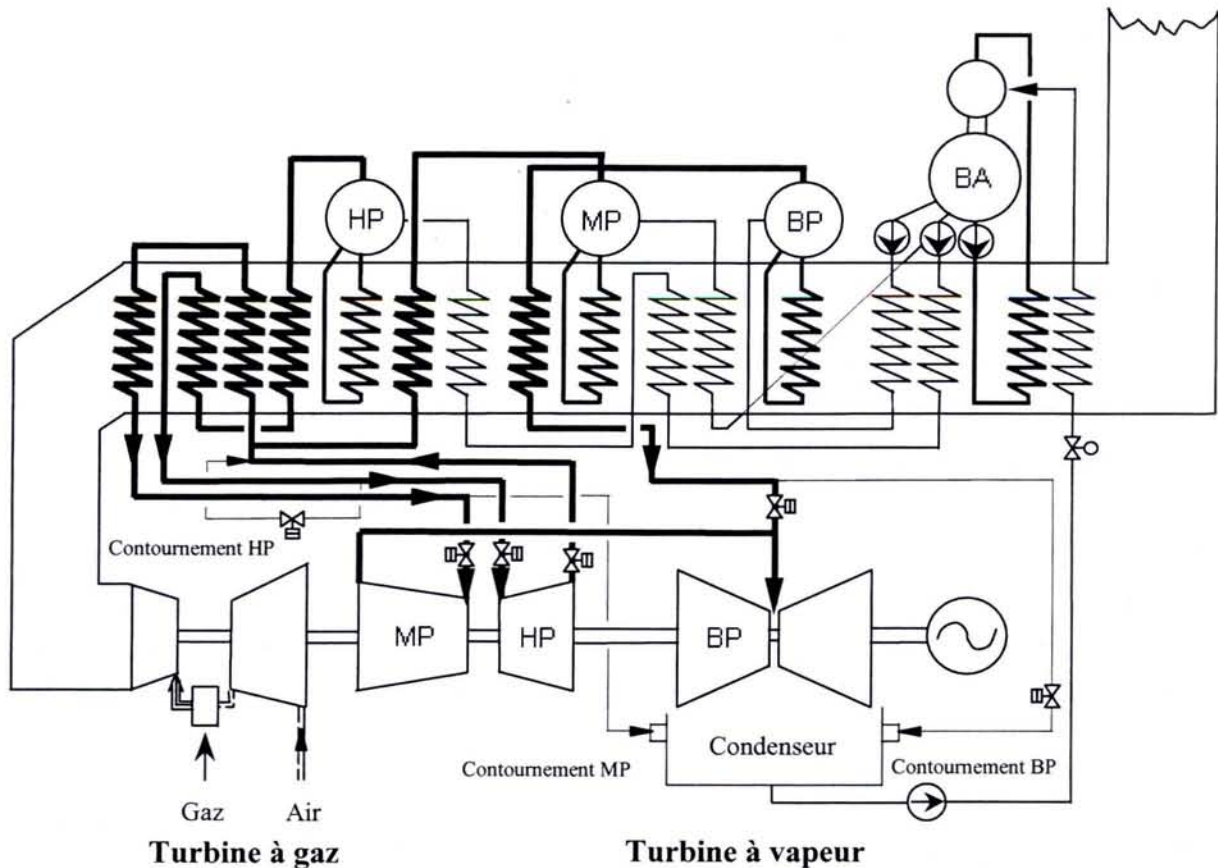 BA
HP
MP
BP
Contournement HP
MP
HP
BP
Condenseur
Contournement MP
Contournement BP
Gaz
Air
Turbine à gaz
Turbine à vapeur